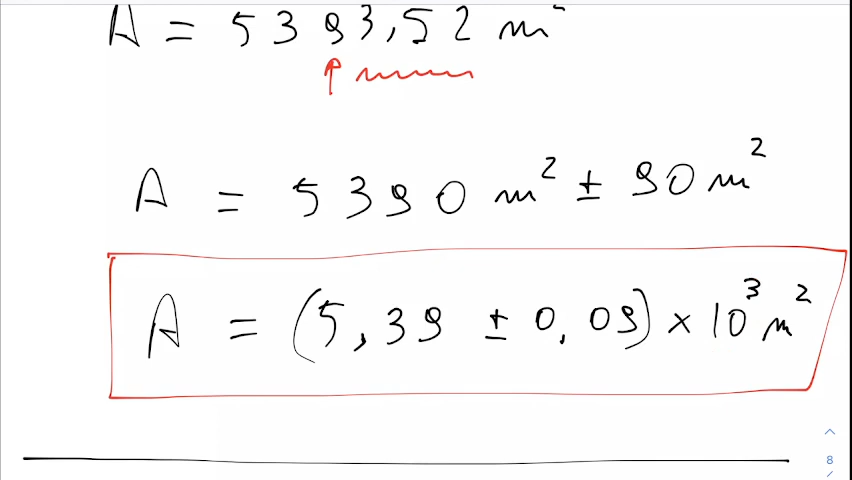 A = 5393,52 m²
A = 5390 m² ± 90 m²
A = (5,39 ± 0,09) × 10³ m²
8